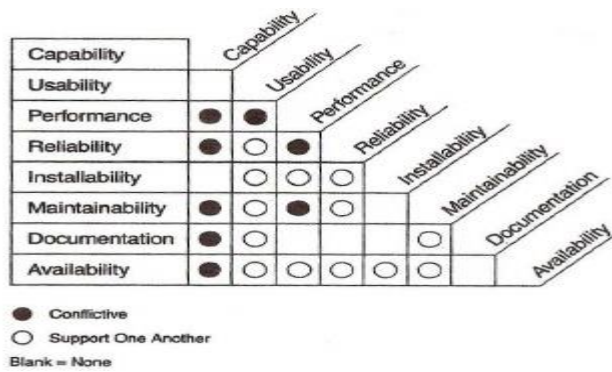 Capability
Usability
Performance
Reliability
Installability
Maintainability
Documentation
Availability
Capability
Usability
Performance
Reliability
Installability
Maintainability
Documentation
Availability
Conflictive
Support One Another
Blank = None